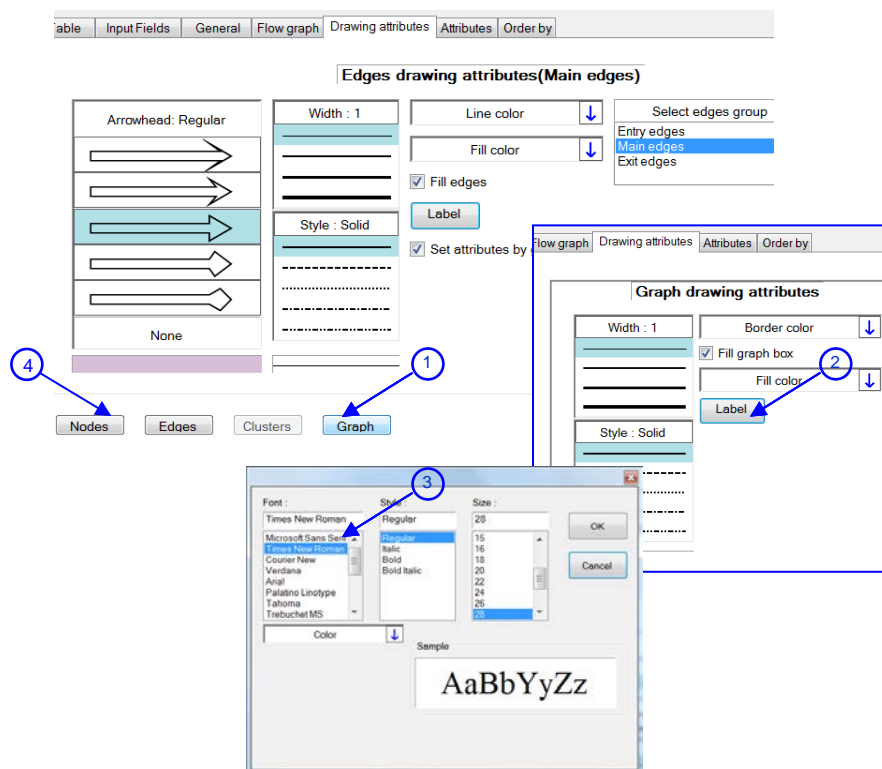 able Input Fields General Flow graph Drawing attributes Attributes Order by
Edges drawing attributes(Main edges)
Arrowhead: Regular
None
Width : 1
Style : Solid
Line color
Fill color
Fill edges
Label
Set attributes by
Select edges group
Entry edges
Main edges
Exit edges
Flow graph Drawing attributes Attributes Order by
Graph drawing attributes
Width : 1
Style : Solid
Border color
Fill graph box
Fill color
Label
2
4
1
Nodes Edges Clusters Graph
3
Font :
Times New Roman
Microsoft Sans Seri
Times New Roman
Courier New
Verdana
Arial
Palatino Linotype
Tahoma
Trebuchet MS
Color
Style :
Regular
Regular
Italic
Bold
Bold Italic
Size :
28
15
16
18
20
22
24
26
28
OK
Cancel
Sample
AaBbYyZz